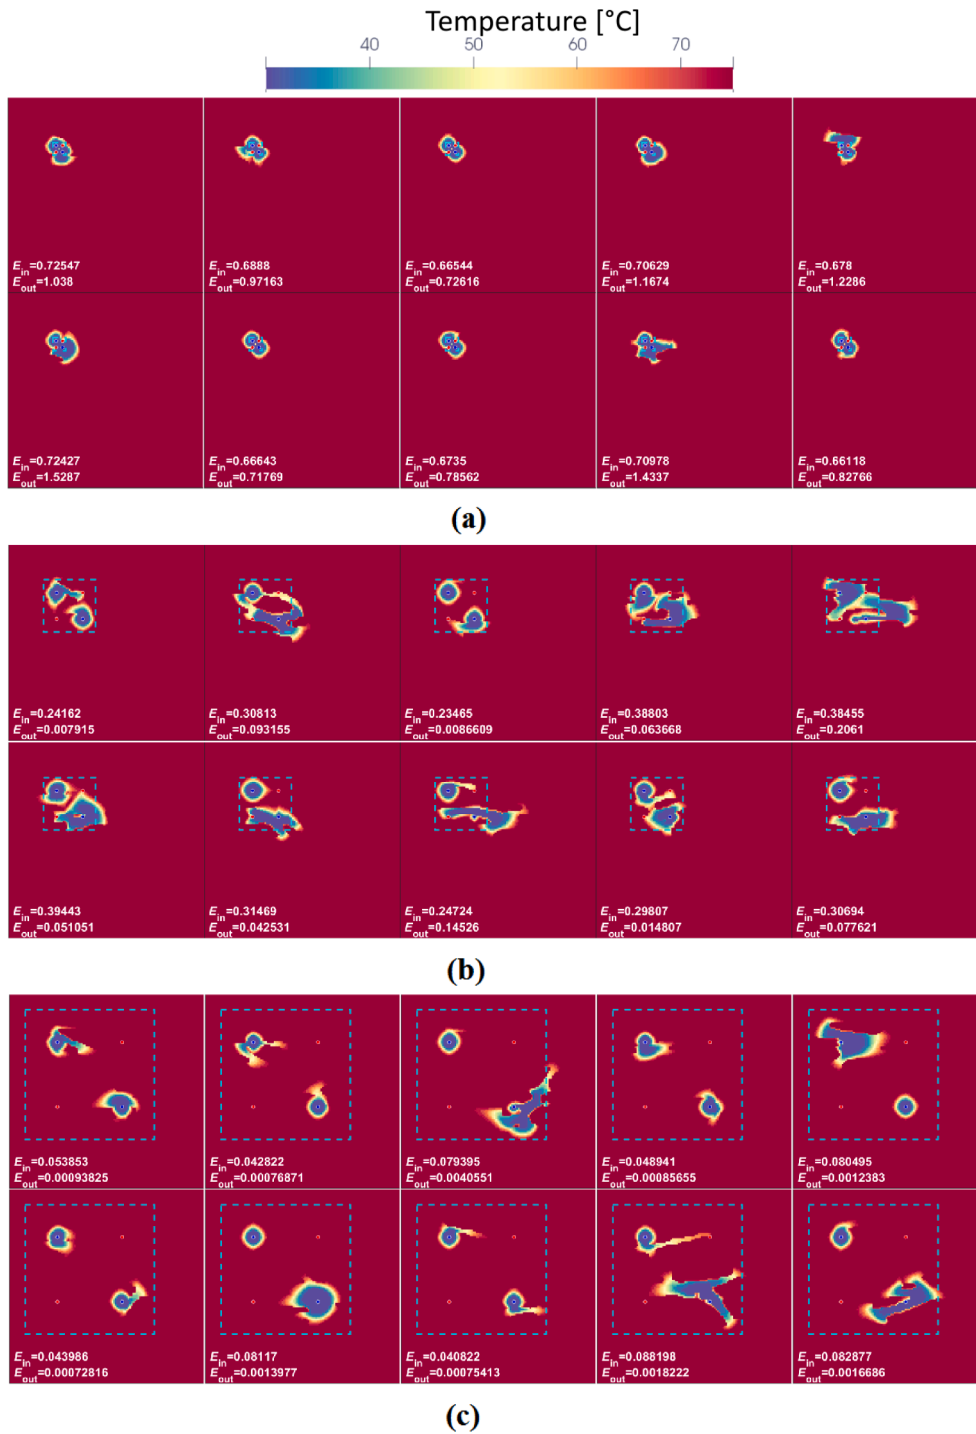 Temperature [°C]
40 50 60 70
E_in=0.72547 E_in=0.6888 E_in=0.66544 E_in=0.70629 E_in=0.678
E_out=1.038 E_out=0.97163 E_out=0.72616 E_out=1.1674 E_out=1.2286
E_in=0.72427 E_in=0.66643 E_in=0.6735 E_in=0.70978 E_in=0.66118
E_out=1.5287 E_out=0.71769 E_out=0.78562 E_out=1.4337 E_out=0.82766
(a)
E_in=0.24162 E_in=0.30813 E_in=0.23465 E_in=0.38803 E_in=0.38455
E_out=0.007915 E_out=0.093155 E_out=0.0086609 E_out=0.063668 E_out=0.2061
E_in=0.39443 E_in=0.31469 E_in=0.24724 E_in=0.29807 E_in=0.30694
E_out=0.051051 E_out=0.042531 E_out=0.14526 E_out=0.014807 E_out=0.077621
(b)
E_in=0.053853 E_in=0.042822 E_in=0.079395 E_in=0.048941 E_in=0.080495
E_out=0.00093825 E_out=0.00076871 E_out=0.0040551 E_out=0.00085655 E_out=0.0012383
E_in=0.043986 E_in=0.08117 E_in=0.040822 E_in=0.088198 E_in=0.082877
E_out=0.00072816 E_out=0.0013977 E_out=0.00075413 E_out=0.0018222 E_out=0.0016686
(c)